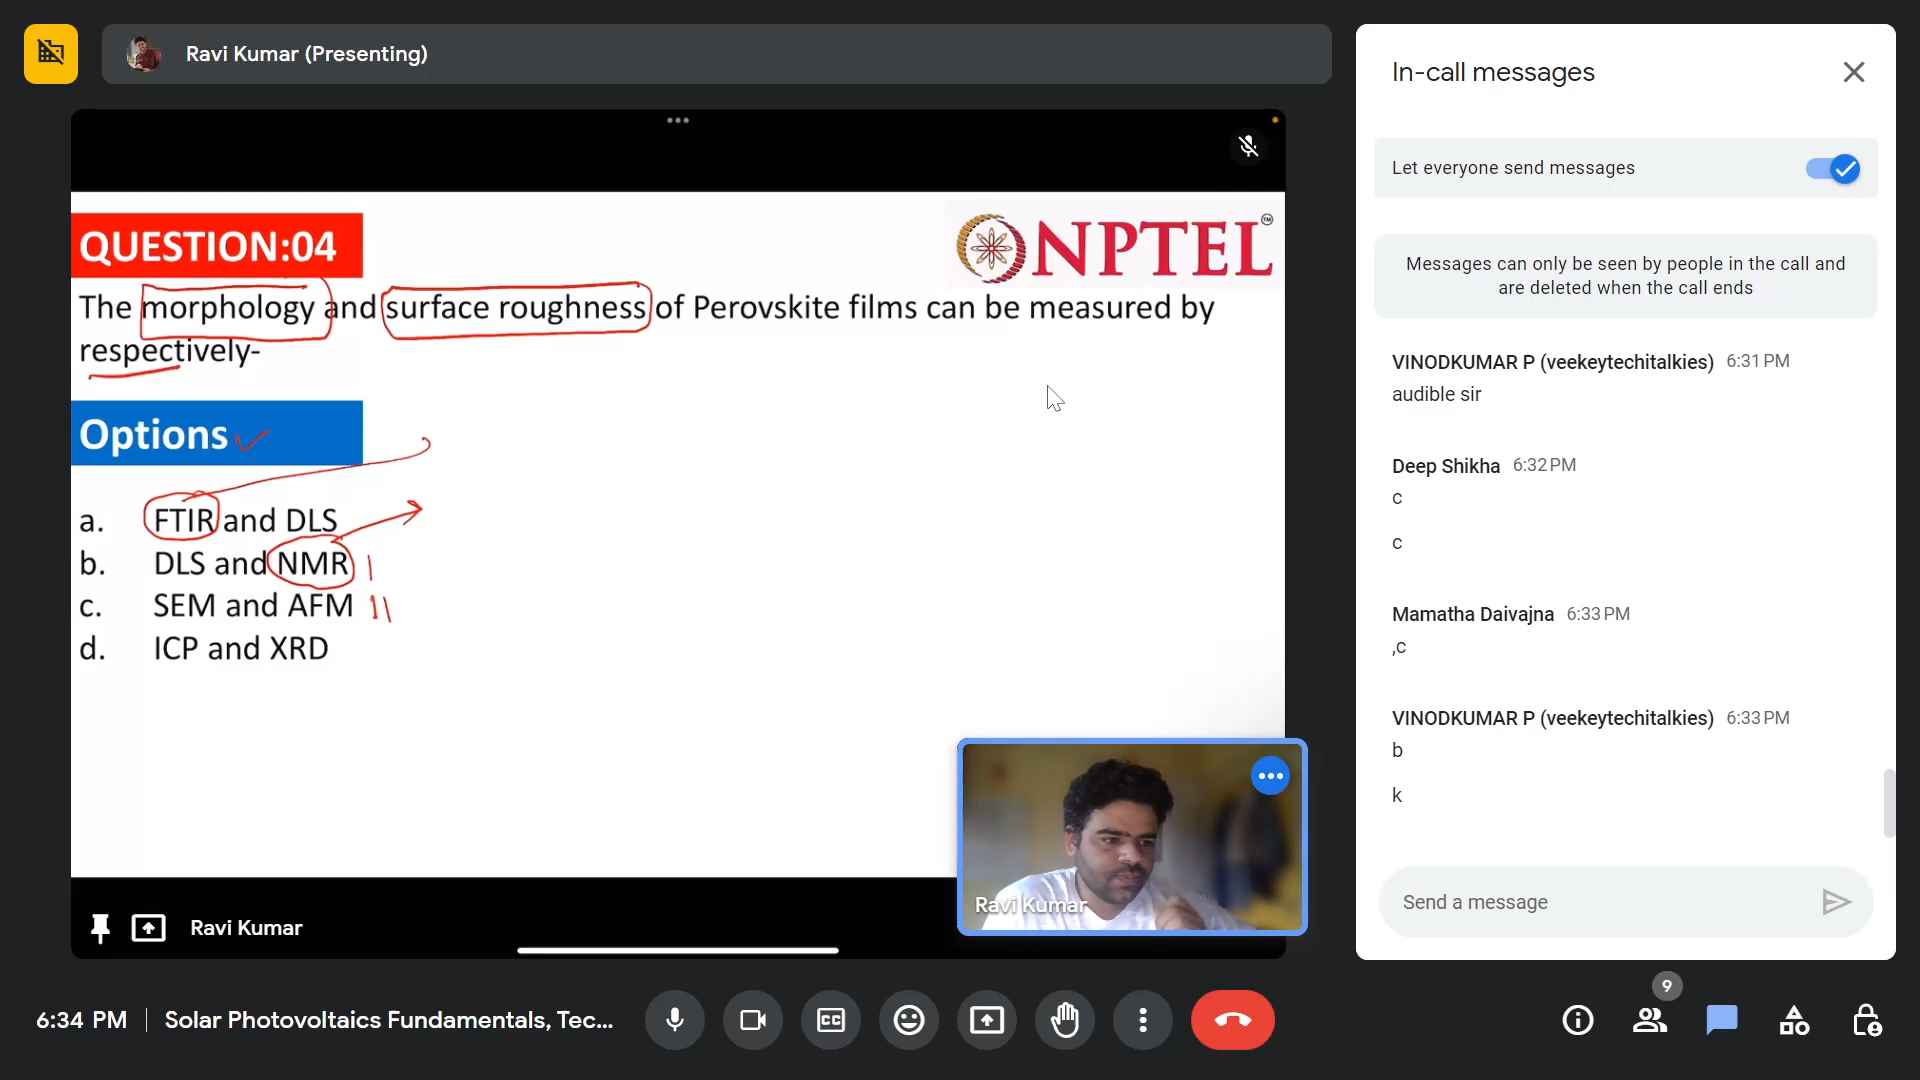 Ravi Kumar (Presenting)
QUESTION:04
NPTEL
TM
The morphology and surface roughness of Perovskite films can be measured by
respectively-
Options
a. FTIR and DLS
b. DLS and NMR
c. SEM and AFM
d. ICP and XRD
Ravi Kumar
Ravi Kumar
6:34 PM | Solar Photovoltaics Fundamentals, Tec...
CC
In-call messages
Let everyone send messages
Messages can only be seen by people in the call and
are deleted when the call ends
VINODKUMAR P (veekeytechitalkies) 6:31 PM
audible sir
Deep Shikha 6:32 PM
c
c
Mamatha Daivajna 6:33 PM
,c
VINODKUMAR P (veekeytechitalkies) 6:33 PM
b
k
Send a message
9